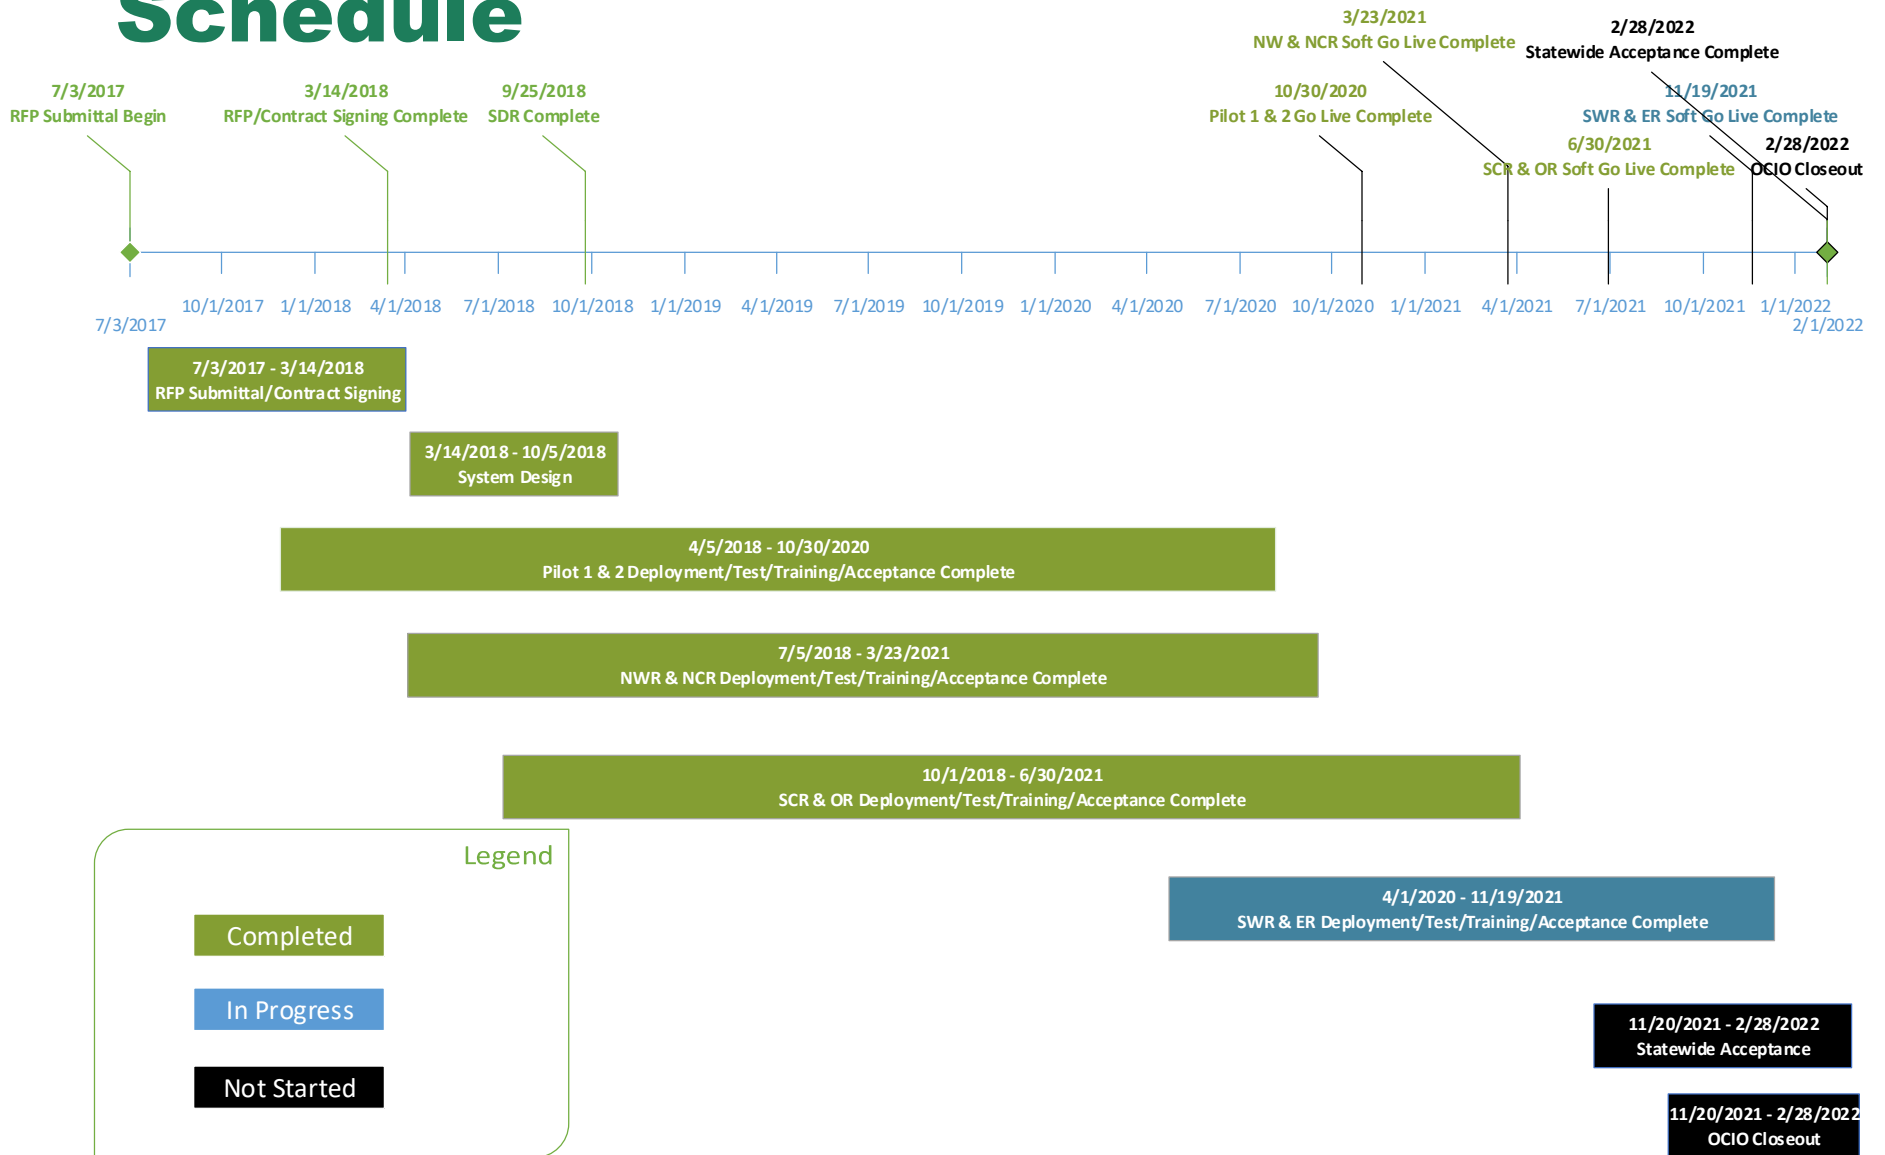 Schedule
3/23/2021
NW & NCR Soft Go Live Complete
2/28/2022
Statewide Acceptance Complete
7/3/2017
RFP Submittal Begin
3/14/2018
RFP/Contract Signing Complete
9/25/2018
SDR Complete
10/30/2020
Pilot 1 & 2 Go Live Complete
11/19/2021
SWR & ER Soft Go Live Complete
6/30/2021
SCR & OR Soft Go Live Complete
2/28/2022
OCIO Closeout
7/3/2017
10/1/2017
1/1/2018
4/1/2018
7/1/2018
10/1/2018
1/1/2019
4/1/2019
7/1/2019
10/1/2019
1/1/2020
4/1/2020
7/1/2020
10/1/2020
1/1/2021
4/1/2021
7/1/2021
10/1/2021
1/1/2022
2/1/2022
7/3/2017 - 3/14/2018
RFP Submittal/Contract Signing
3/14/2018 - 10/5/2018
System Design
4/5/2018 - 10/30/2020
Pilot 1 & 2 Deployment/Test/Training/Acceptance Complete
7/5/2018 - 3/23/2021
NWR & NCR Deployment/Test/Training/Acceptance Complete
10/1/2018 - 6/30/2021
SCR & OR Deployment/Test/Training/Acceptance Complete
4/1/2020 - 11/19/2021
SWR & ER Deployment/Test/Training/Acceptance Complete
11/20/2021 - 2/28/2022
Statewide Acceptance
11/20/2021 - 2/28/2022
OCIO Closeout
Legend
Completed
In Progress
Not Started